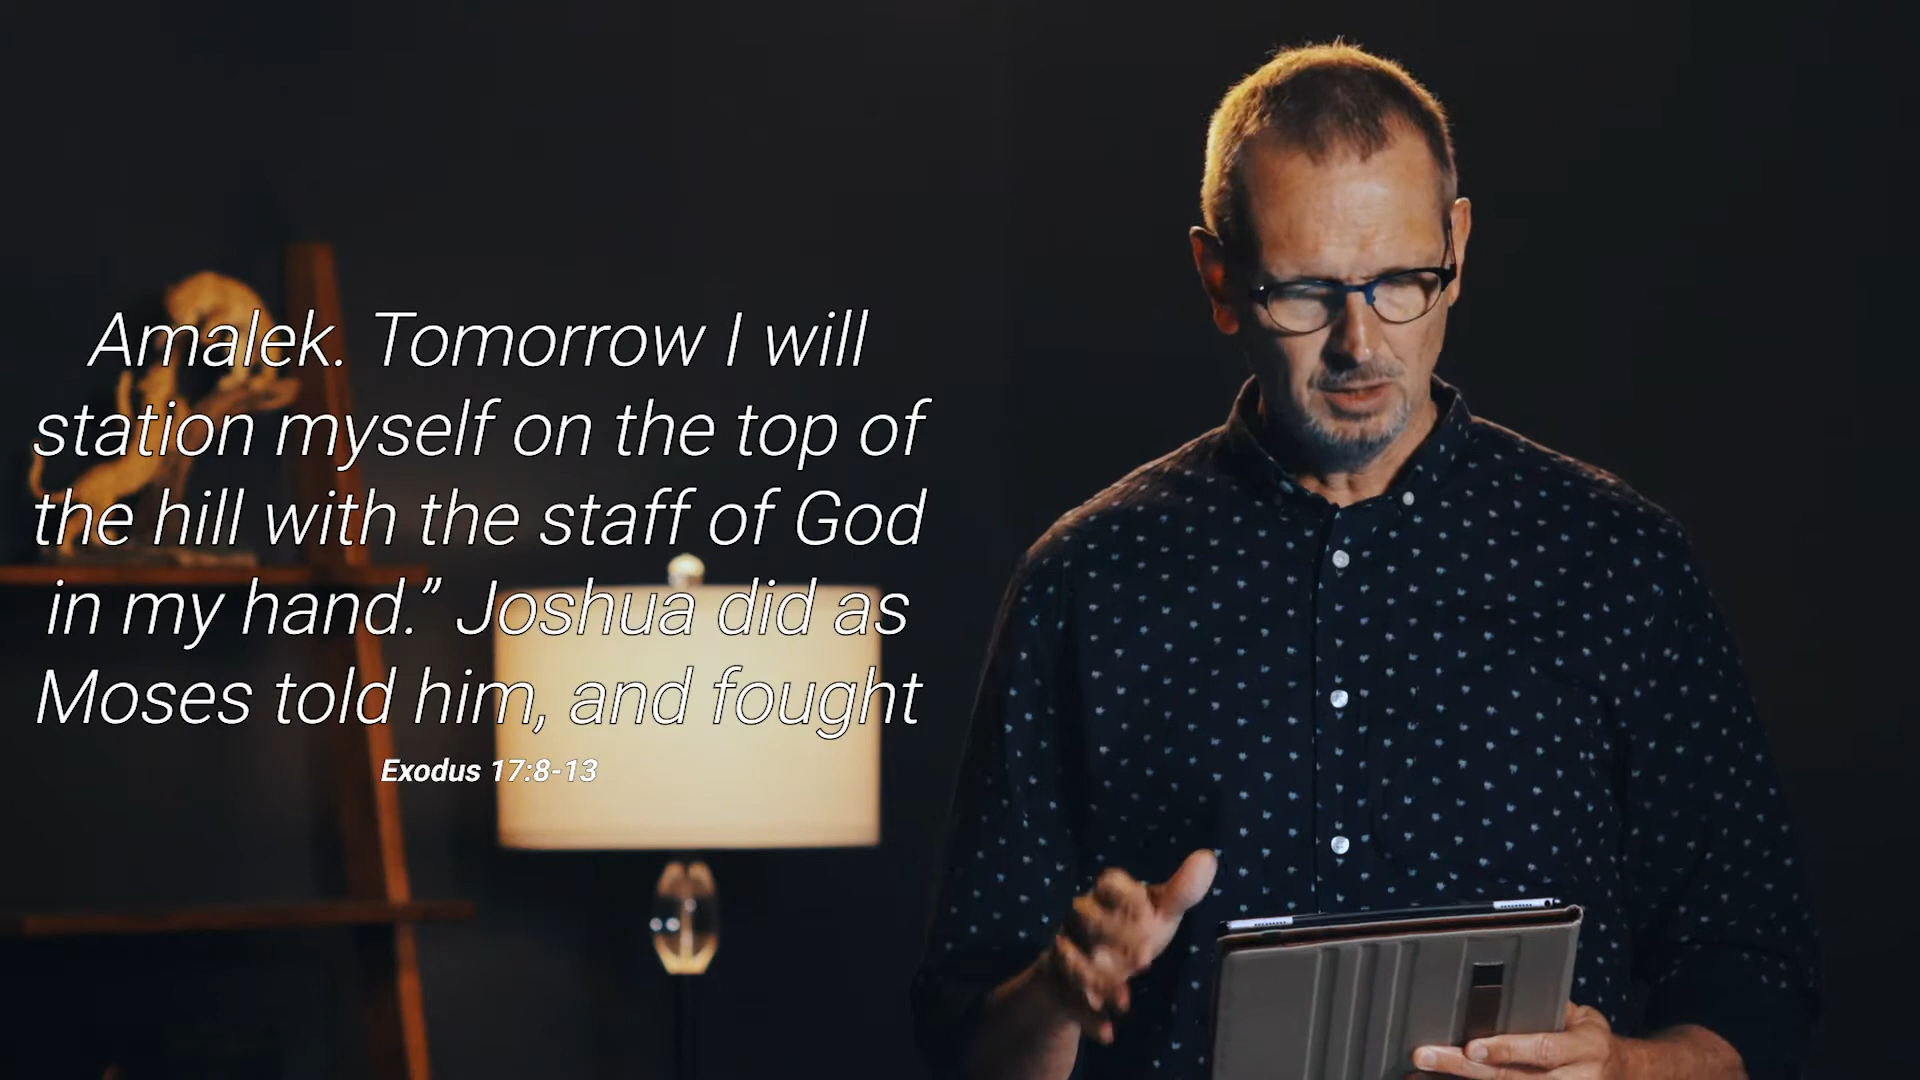 Amalek. Tomorrow I will
station myself on the top of
the hill with the staff of God
in my hand.” Joshua did as
Moses told him, and fought
Exodus 17:8-13